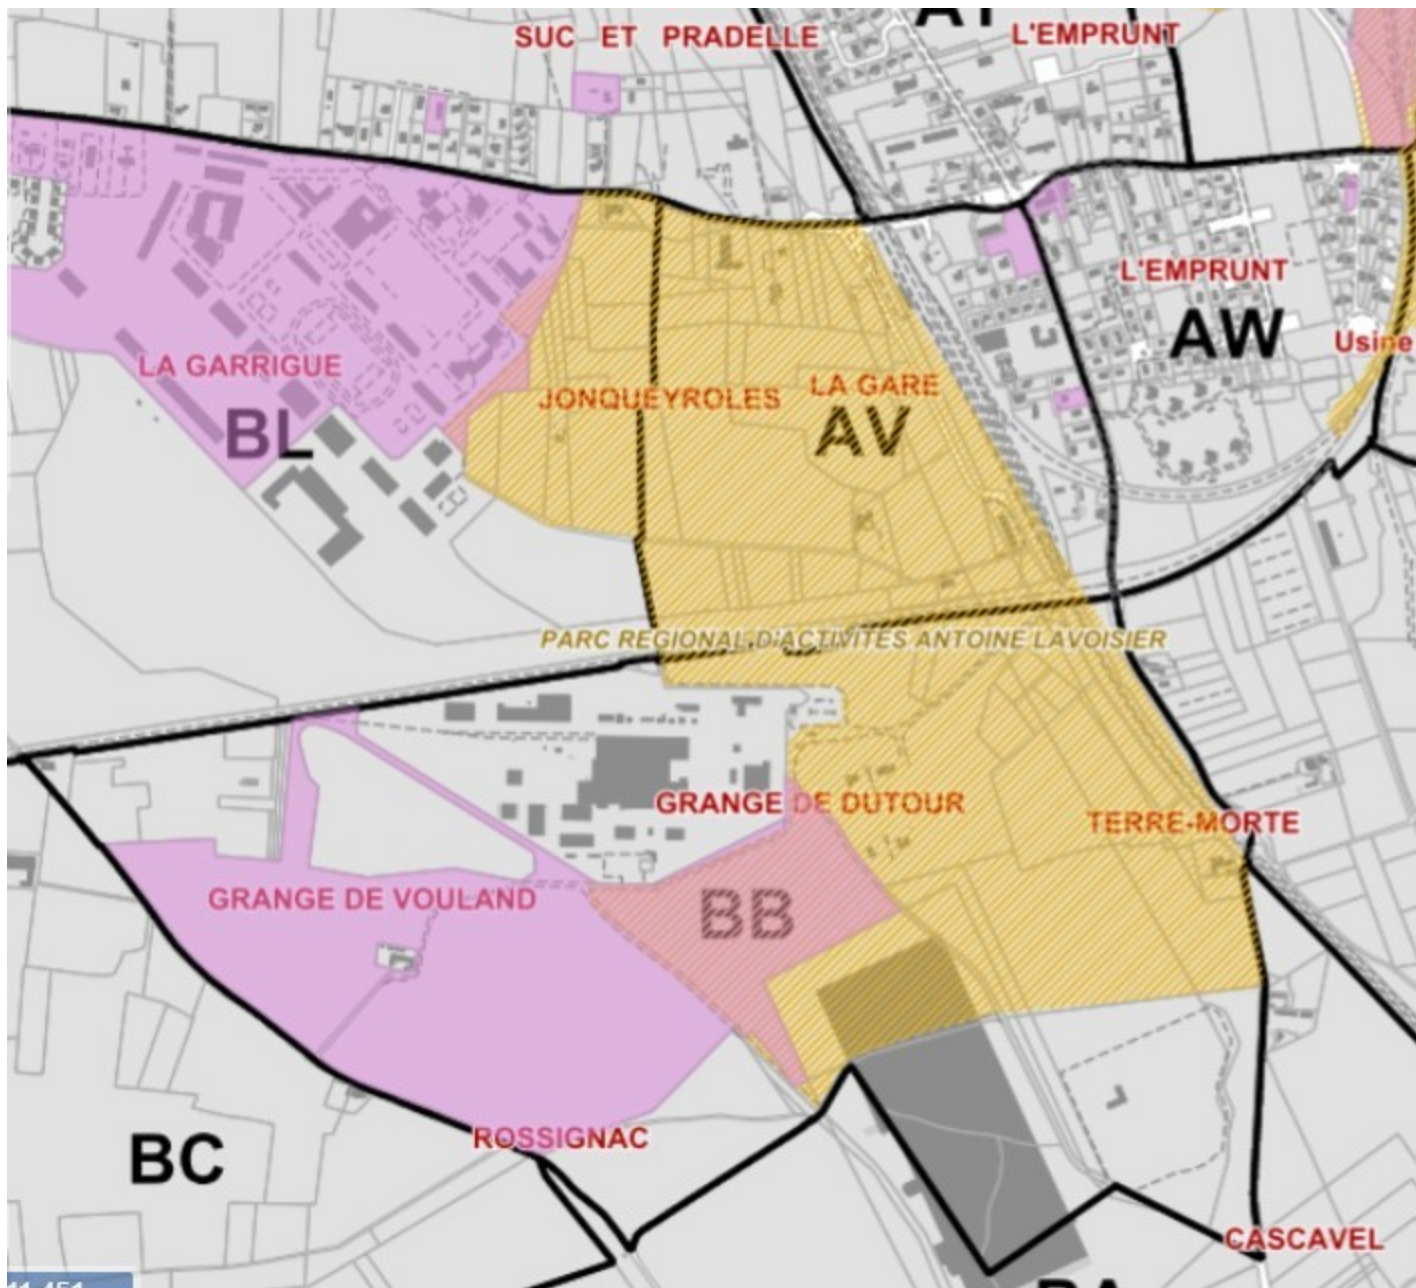 SUC ET PRADELLE
L'EMPRUNT
L'EMPRUNT
AW
Usine
LA GARRIGUE
BL
JONQUEYROLES
LA GARE
AV
PARC REGIONAL D'ACTIVITÉS ANTOINE LAVOISIER
GRANGE DE DUTOUR
TERRE-MORTE
GRANGE DE VOULAND
BB
ROSSIGNAC
BC
CASCAVEL